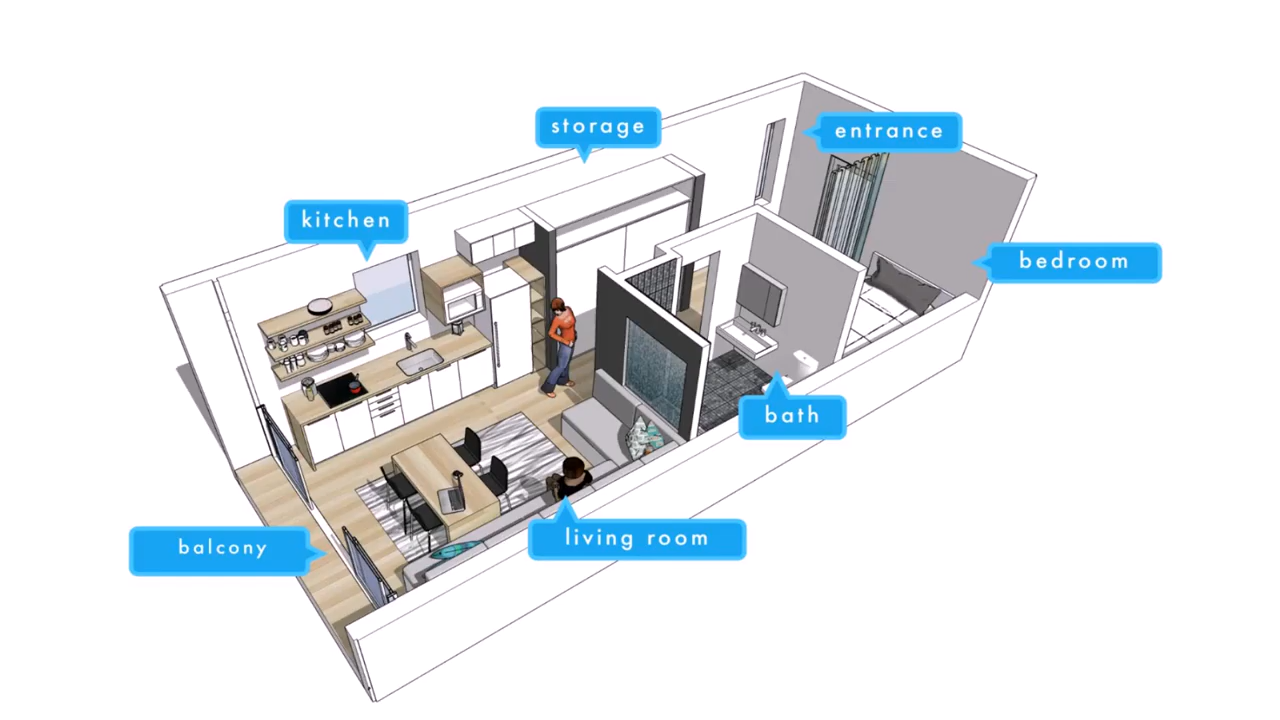 storage
entrance
kitchen
bedroom
bath
living room
balcony